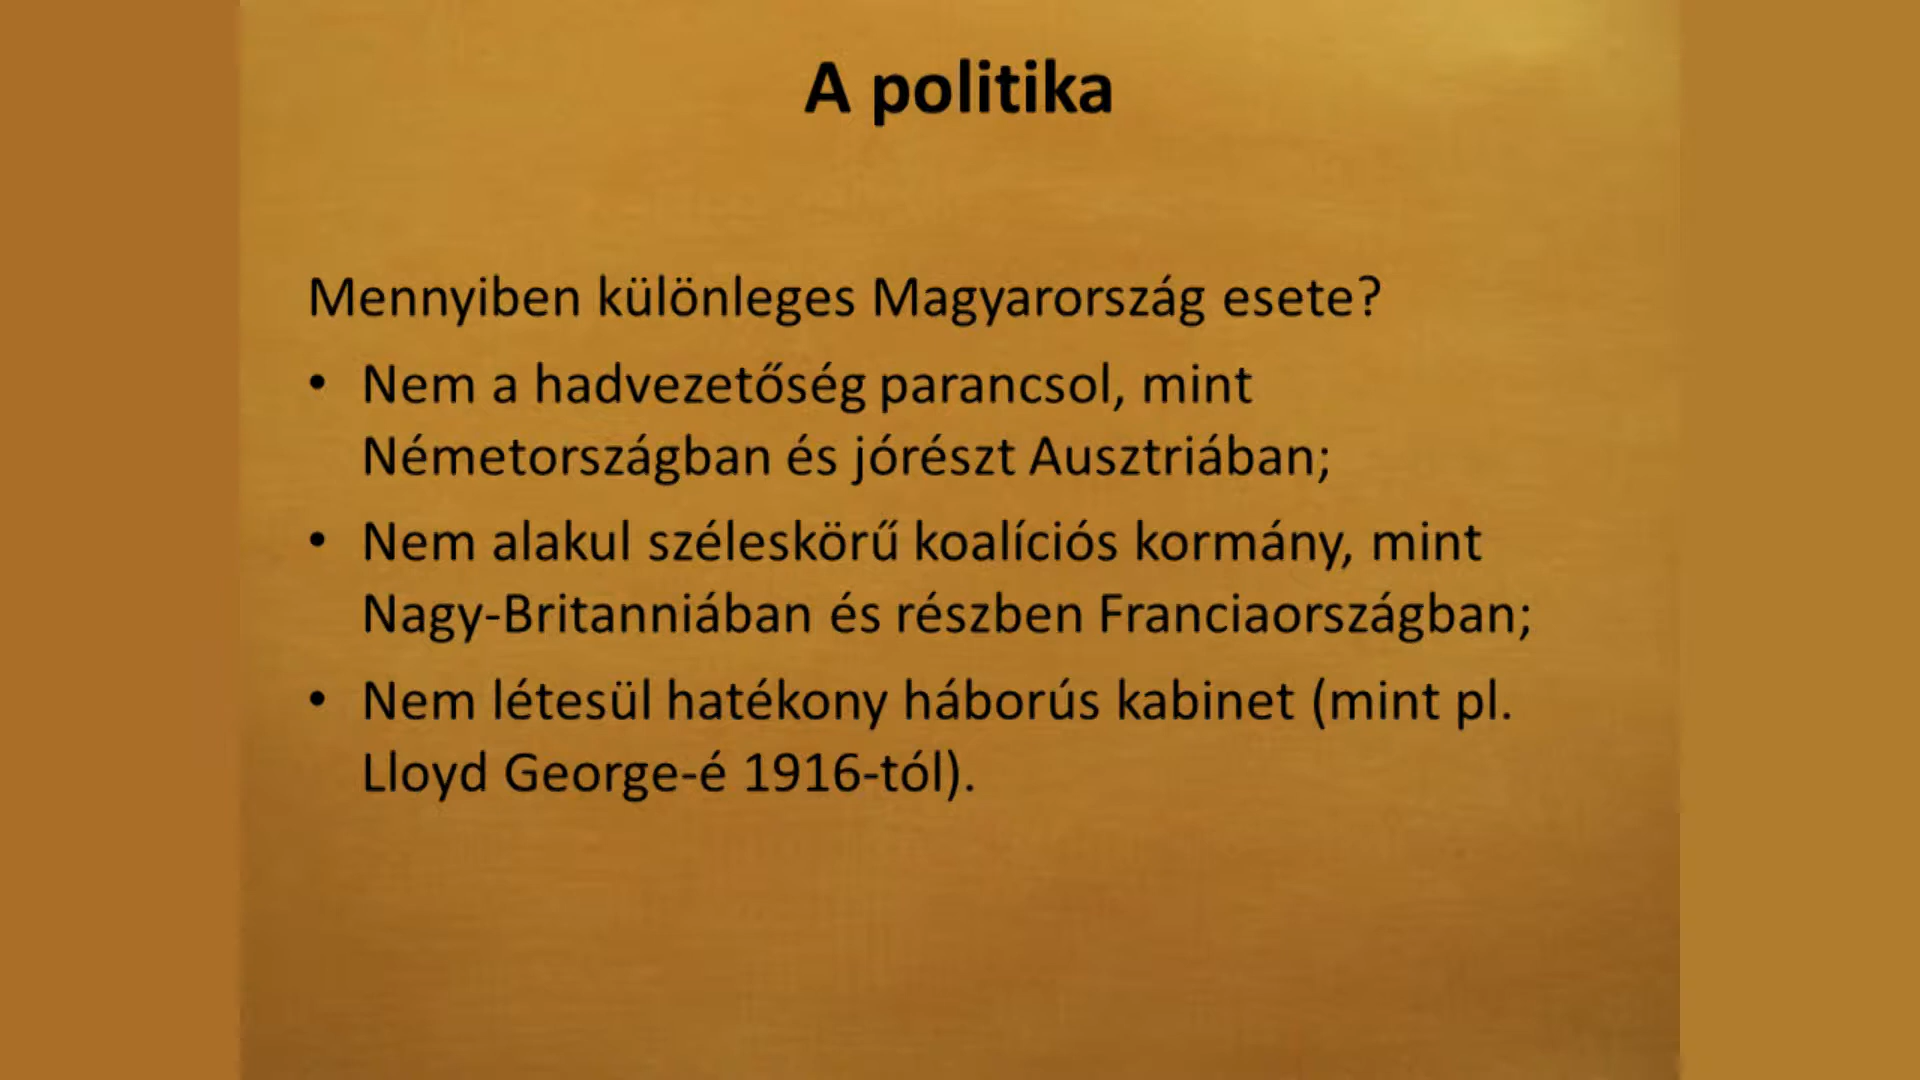 A politika
Mennyiben különleges Magyarország esete?
• Nem a hadvezetőség parancsol, mint
Németországban és jórészt Ausztriában;
• Nem alakul széleskörű koalíciós kormány, mint
Nagy-Britanniában és részben Franciaországban;
• Nem létesül hatékony háborús kabinet (mint pl.
Lloyd George-é 1916-tól).